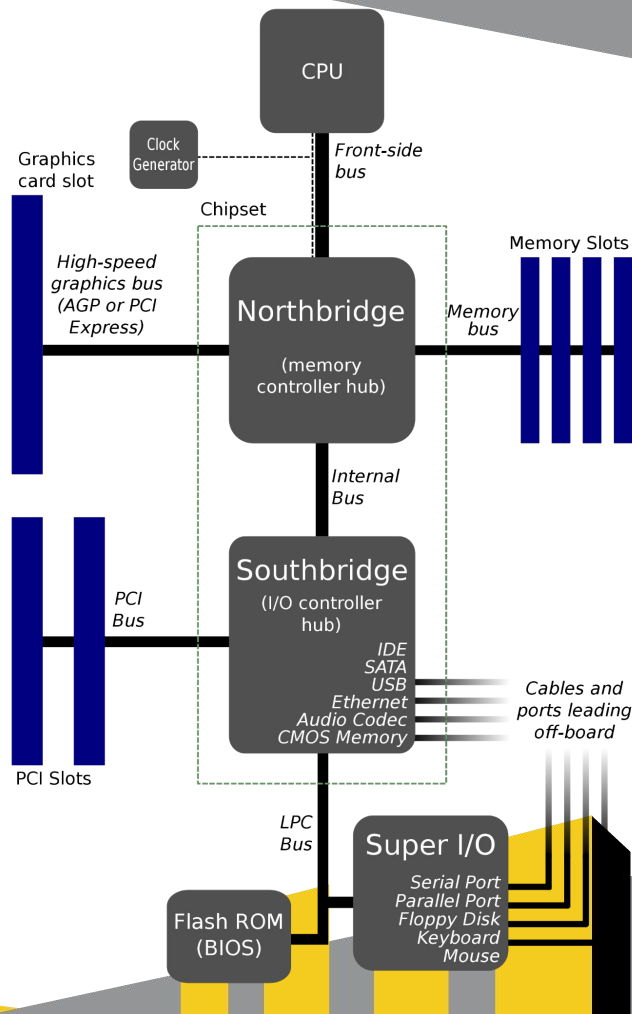 CPU
Clock
Generator
Front-side
bus
Graphics
card slot
Chipset
High-speed
graphics bus
(AGP or PCI
Express)
Northbridge
(memory
controller hub)
Memory Slots
Memory
bus
Internal
Bus
Southbridge
(I/O controller
hub)
IDE
SATA
USB
Ethernet
Audio Codec
CMOS Memory
PCI
Bus
PCI Slots
Cables and
ports leading
off-board
LPC
Bus
Super I/O
Serial Port
Parallel Port
Floppy Disk
Keyboard
Mouse
Flash ROM
(BIOS)